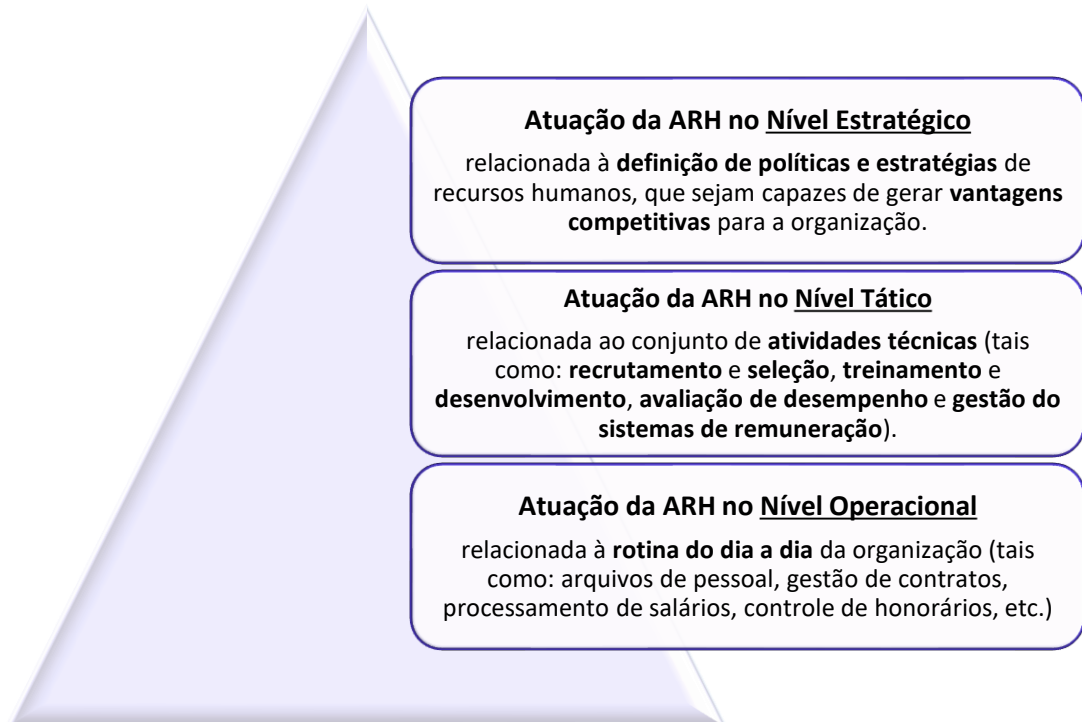 Atuação da ARH no Nível Estratégico
relacionada à definição de políticas e estratégias de
recursos humanos, que sejam capazes de gerar vantagens
competitivas para a organização.
Atuação da ARH no Nível Tático
relacionada ao conjunto de atividades técnicas (tais
como: recrutamento e seleção, treinamento e
desenvolvimento, avaliação de desempenho e gestão do
sistemas de remuneração).
Atuação da ARH no Nível Operacional
relacionada à rotina do dia a dia da organização (tais
como: arquivos de pessoal, gestão de contratos,
processamento de salários, controle de honorários, etc.)